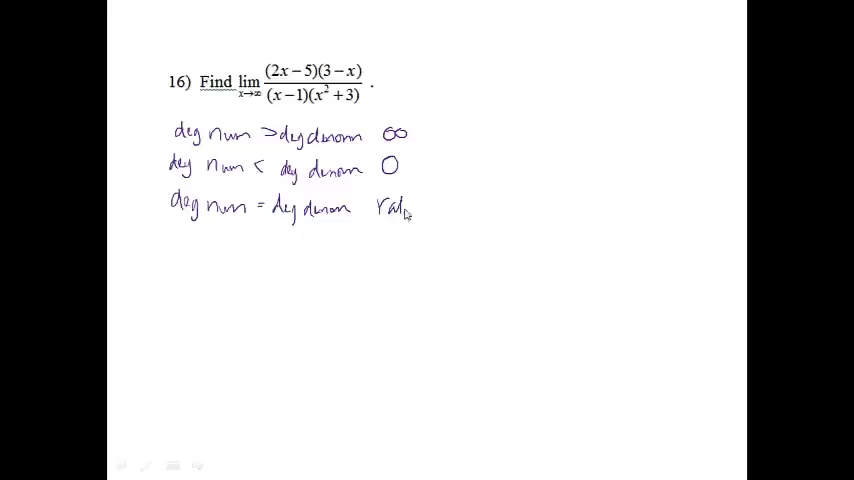 16) Find lim x→∞ (2x − 5)(3 − x) / (x − 1)(x² + 3) .
deg num > deg denom ∞
deg num < deg denom 0
deg num = deg denom rat